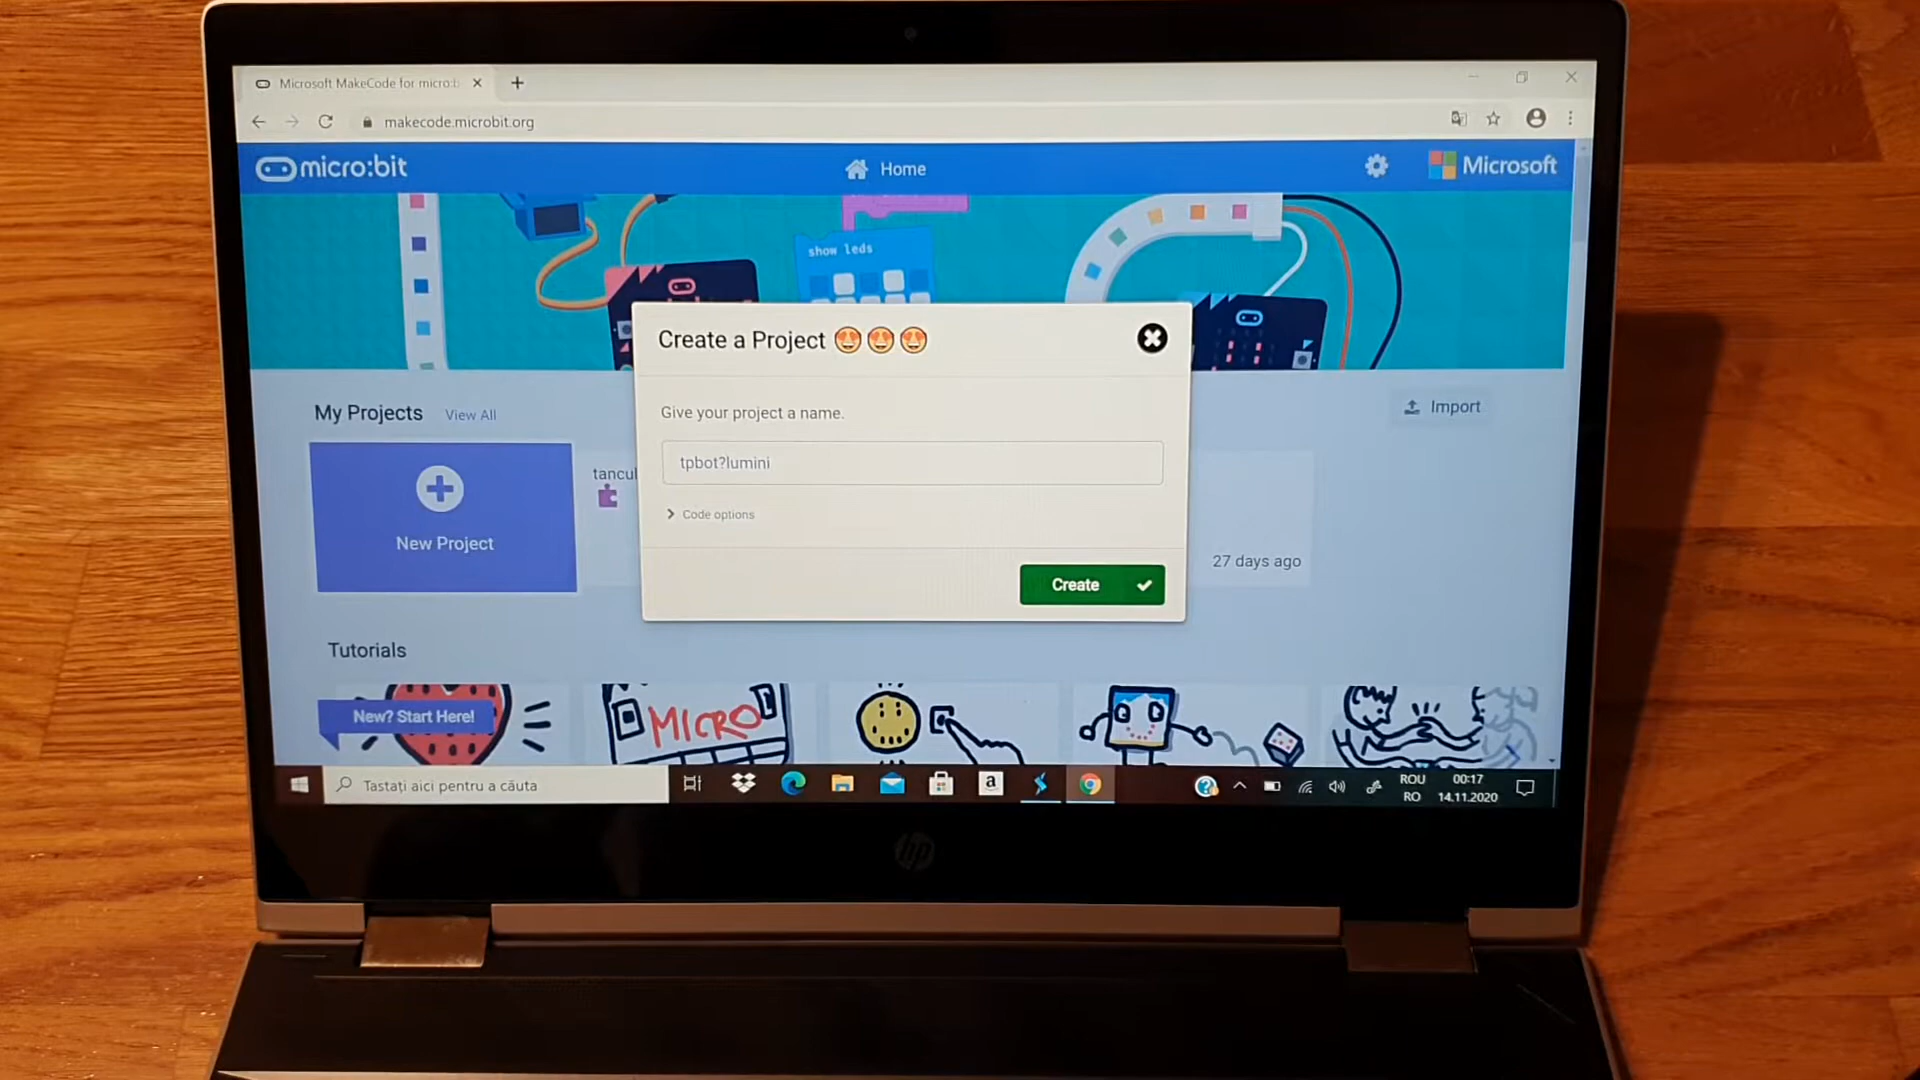 Microsoft MakeCode for micro:b
makecode.microbit.org
micro:bit
Home
Microsoft
show leds
Create a Project
Give your project a name.
tpbot?lumini
Code options
Create
My Projects
View All
Import
New Project
tancul
27 days ago
Tutorials
New? Start Here!
MICRO
Tastați aici pentru a căuta
a
ROU
RO
00:17
14.11.2020
hp